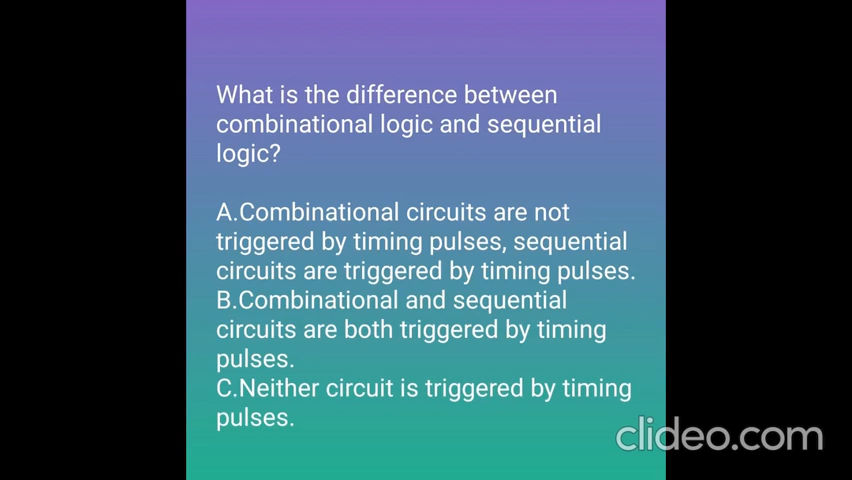 What is the difference between
combinational logic and sequential
logic?
A.Combinational circuits are not
triggered by timing pulses, sequential
circuits are triggered by timing pulses.
B.Combinational and sequential
circuits are both triggered by timing
pulses.
C.Neither circuit is triggered by timing
pulses.
clideo.com